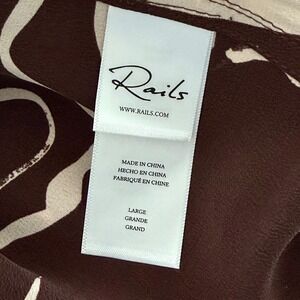 Rails
WWW.RAILS.COM
MADE IN CHINA
HECHO EN CHINA
FABRIQUÉ EN CHINE
LARGE
GRANDE
GRAND